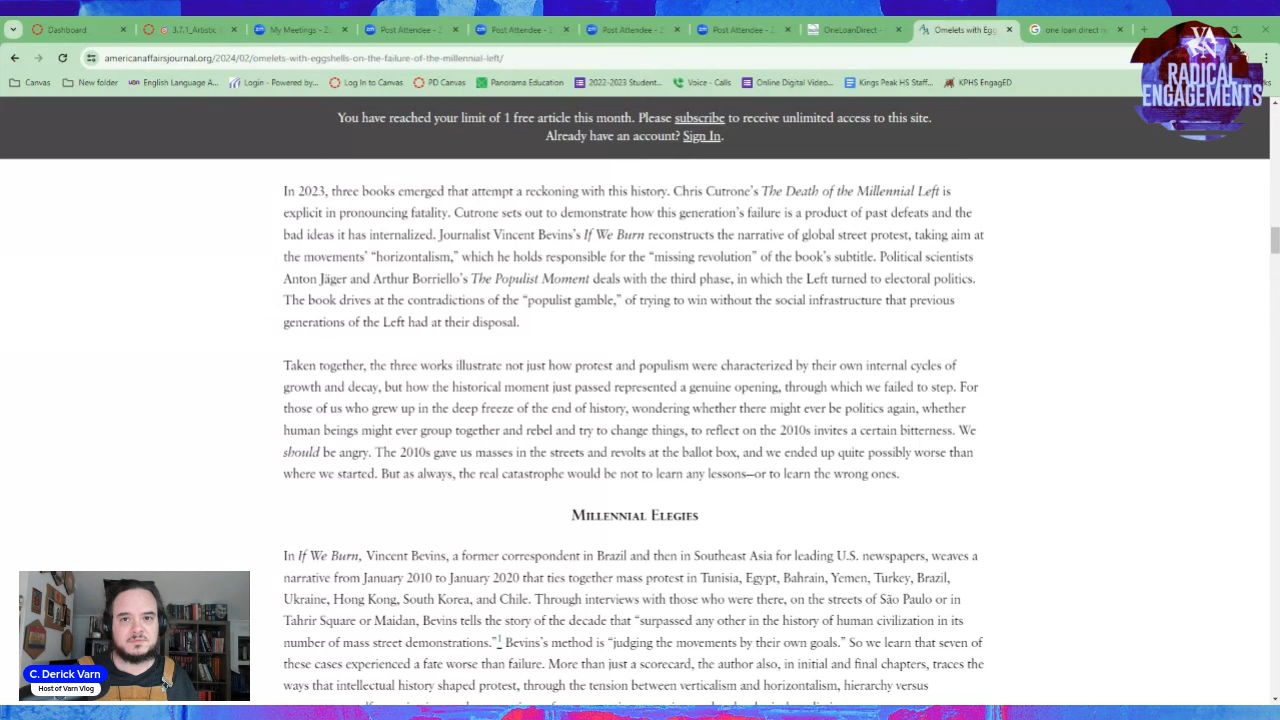 Dashboard
3.7.1_Artistic
My Meetings - Z
Post Attendee - Z
Post Attendee - Z
Post Attendee - Z
Post Attendee - Z
OneLoanDirect -
Omelets with Egg
one loan direct re
americanaffairsjournal.org/2024/02/omelets-with-eggshells-on-the-failure-of-the-millennial-left/
Canvas
New folder
English Language A...
Login - Powered by...
Log In to Canvas
PD Canvas
Panorama Education
2022-2023 Student...
Voice - Calls
Online Digital Video...
Kings Peak HS Staff...
KPHS EngagED
RADICAL
ENGAGEMENTS
You have reached your limit of 1 free article this month. Please subscribe to receive unlimited access to this site.
Already have an account? Sign In.
In 2023, three books emerged that attempt a reckoning with this history. Chris Cutrone's The Death of the Millennial Left is
explicit in pronouncing fatality. Cutrone sets out to demonstrate how this generation's failure is a product of past defeats and the
bad ideas it has internalized. Journalist Vincent Bevins's If We Burn reconstructs the narrative of global street protest, taking aim at
the movements' “horizontalism,” which he holds responsible for the “missing revolution” of the book's subtitle. Political scientists
Anton Jäger and Arthur Borriello's The Populist Moment deals with the third phase, in which the Left turned to electoral politics.
The book drives at the contradictions of the “populist gamble,” of trying to win without the social infrastructure that previous
generations of the Left had at their disposal.
Taken together, the three works illustrate not just how protest and populism were characterized by their own internal cycles of
growth and decay, but how the historical moment just passed represented a genuine opening, through which we failed to step. For
those of us who grew up in the deep freeze of the end of history, wondering whether there might ever be politics again, whether
human beings might ever group together and rebel and try to change things, to reflect on the 2010s invites a certain bitterness. We
should be angry. The 2010s gave us masses in the streets and revolts at the ballot box, and we ended up quite possibly worse than
where we started. But as always, the real catastrophe would be not to learn any lessons—or to learn the wrong ones.
Millennial Elegies
In If We Burn, Vincent Bevins, a former correspondent in Brazil and then in Southeast Asia for leading U.S. newspapers, weaves a
narrative from January 2010 to January 2020 that ties together mass protest in Tunisia, Egypt, Bahrain, Yemen, Turkey, Brazil,
Ukraine, Hong Kong, South Korea, and Chile. Through interviews with those who were there, on the streets of São Paulo or in
Tahrir Square or Maidan, Bevins tells the story of the decade that “surpassed any other in the history of human civilization in its
number of mass street demonstrations.”1 Bevins's method is “judging the movements by their own goals.” So we learn that seven of
these cases experienced a fate worse than failure. More than just a scorecard, the author also, in initial and final chapters, traces the
ways that intellectual history shaped protest, through the tension between verticalism and horizontalism, hierarchy versus
C. Derick Varn
Host of Varn Vlog